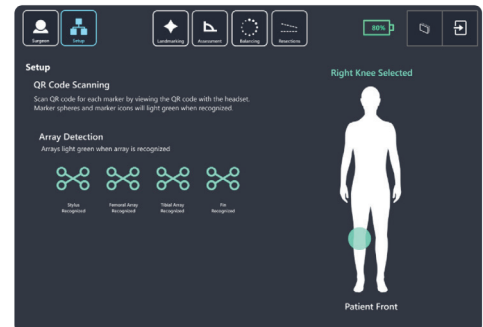 Surgeon
Setup
Landmarking
Assessment
Balancing
Resections
80%
Setup
QR Code Scanning
Scan QR code for each marker by viewing the QR code with the headset.
Marker spheres and marker icons will light green when recognized.
Array Detection
Arrays light green when array is recognized
Stylus Recognized
Femoral Array Recognized
Tibial Array Recognized
Pin Recognized
Right Knee Selected
Patient Front